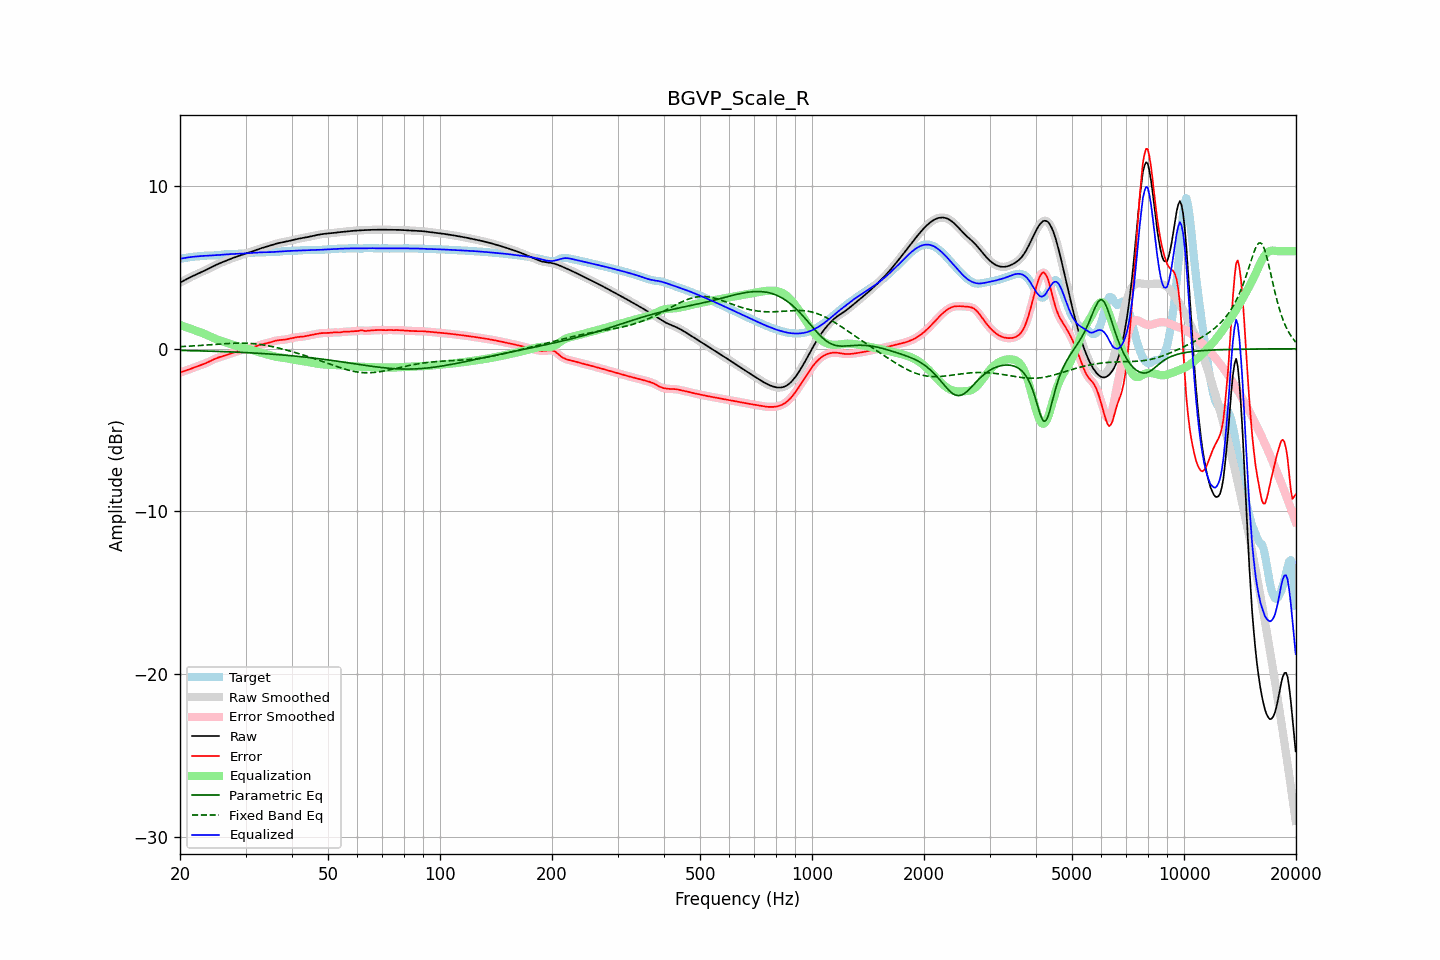 BGVP_Scale_R
Amplitude (dBr)
10
0
−10
−20
−30
Target
Raw Smoothed
Error Smoothed
Raw
Error
Equalization
Parametric Eq
Fixed Band Eq
Equalized
20 50 100 200 500 1000 2000 5000 10000 20000
Frequency (Hz)